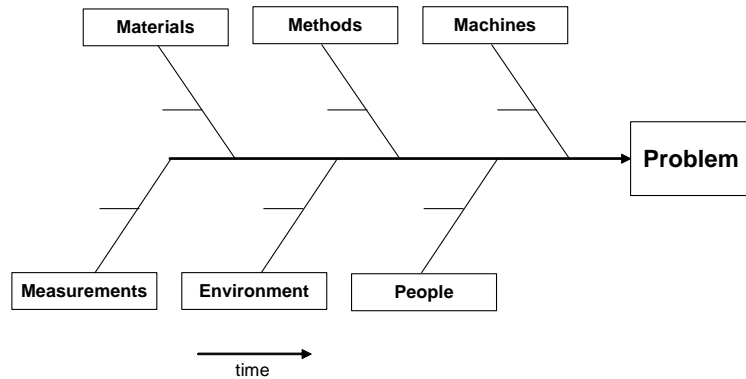 Materials
Methods
Machines
Problem
Measurements
Environment
People
time